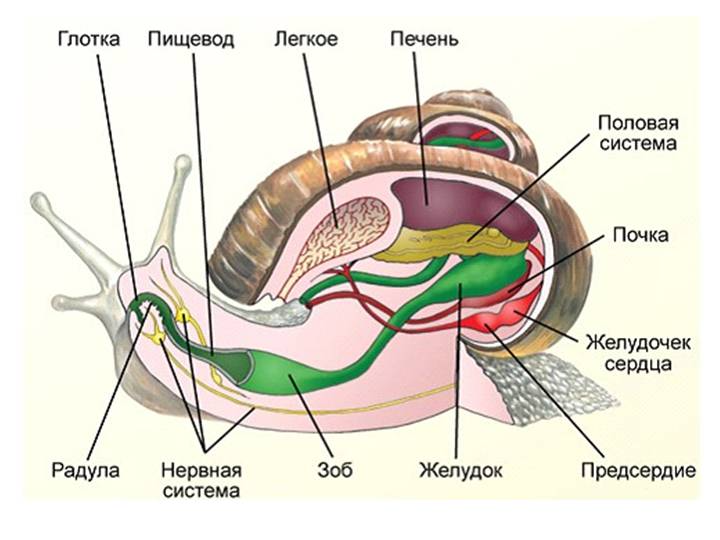 Глотка Пищевод Легкое Печень
Половая
система
Почка
Желудочек
сердца
Радула Нервная
система
Зоб Желудок Предсердие